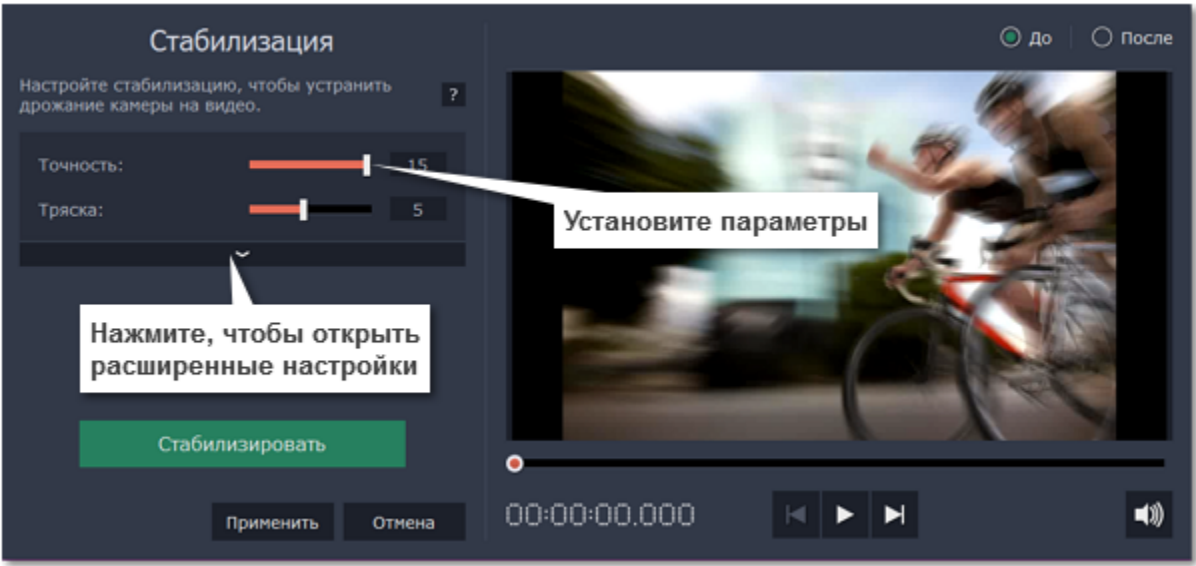 Стабилизация
Настройте стабилизацию, чтобы устранить
дрожание камеры на видео.
?
Точность:
15
Тряска:
5
Нажмите, чтобы открыть
расширенные настройки
Стабилизировать
Применить
Отмена
До
После
Установите параметры
00:00:00.000